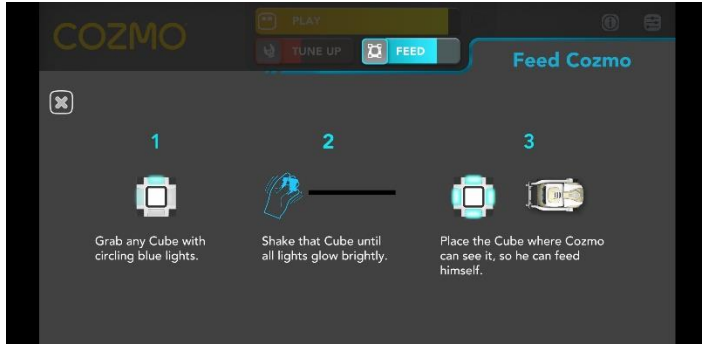 COZMO
PLAY
TUNE UP
FEED
Feed Cozmo
1
2
3
Grab any Cube with
circling blue lights.
Shake that Cube until
all lights glow brightly.
Place the Cube where Cozmo
can see it, so he can feed
himself.